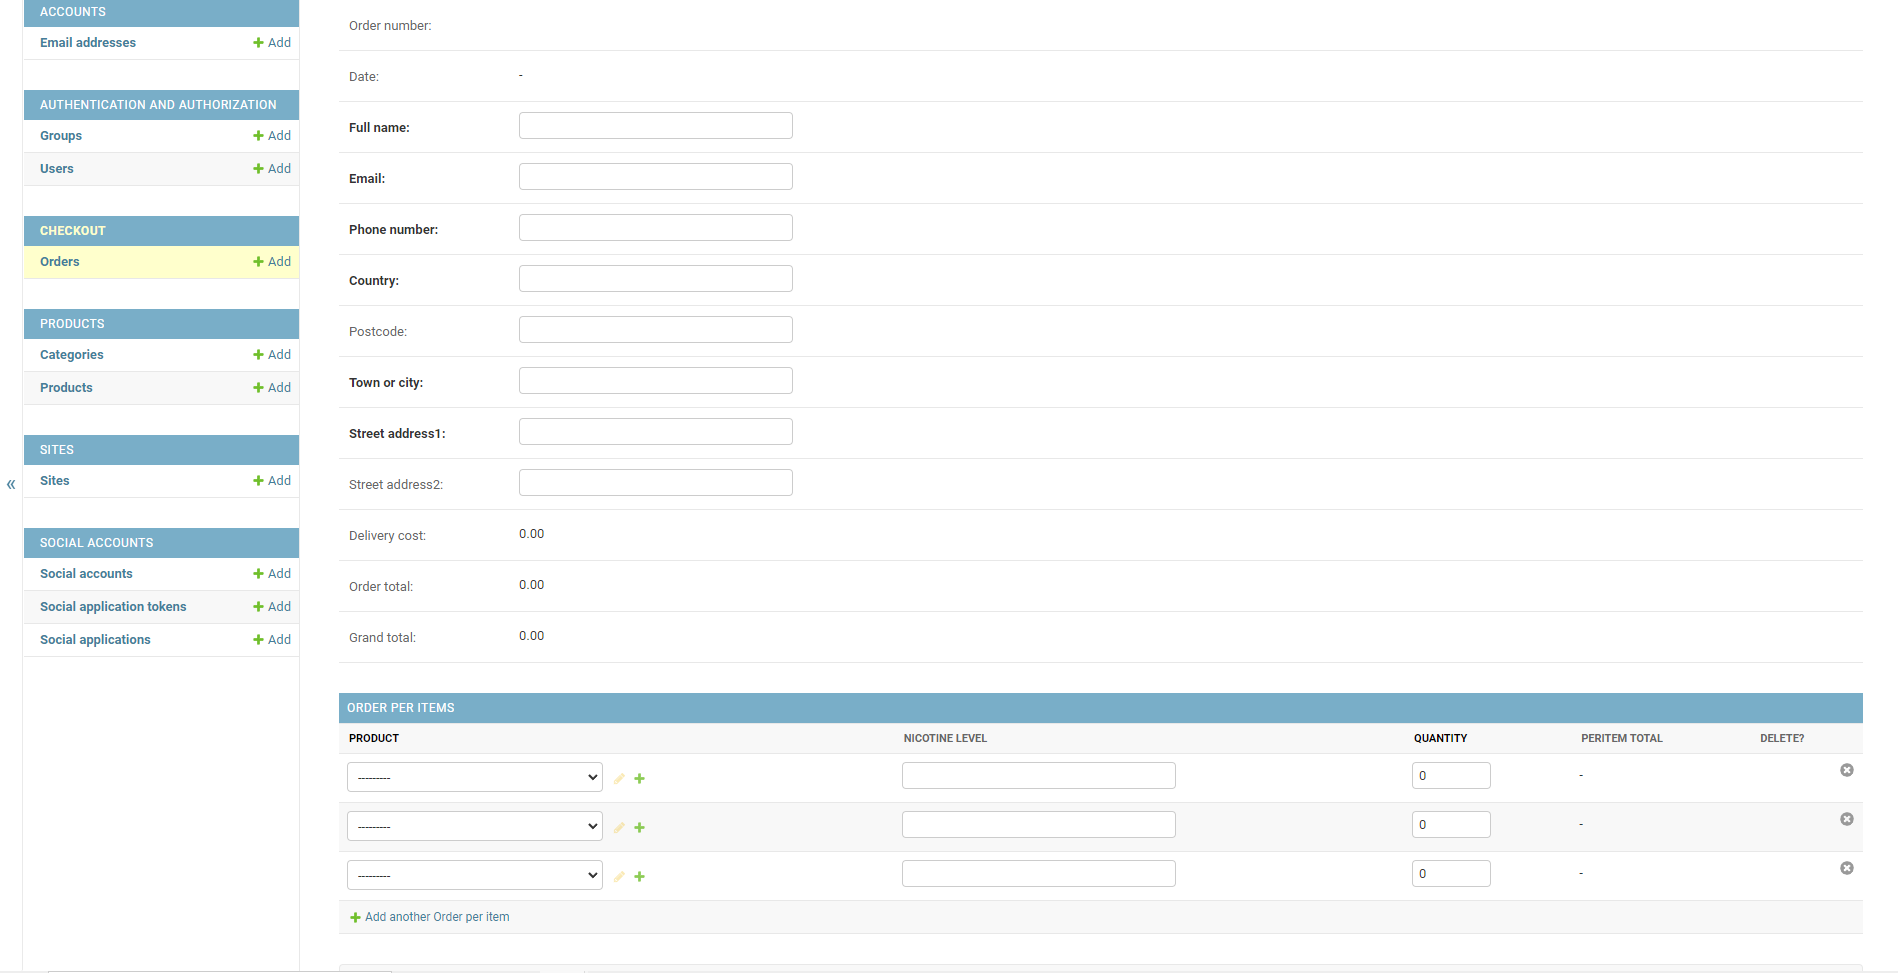 ACCOUNTS
Email addresses Add
AUTHENTICATION AND AUTHORIZATION
Groups Add
Users Add
CHECKOUT
Orders Add
PRODUCTS
Categories Add
Products Add
SITES
Sites Add
«
SOCIAL ACCOUNTS
Social accounts Add
Social application tokens Add
Social applications Add
Order number:
Date: -
Full name:
Email:
Phone number:
Country:
Postcode:
Town or city:
Street address1:
Street address2:
Delivery cost: 0.00
Order total: 0.00
Grand total: 0.00
ORDER PER ITEMS
PRODUCT NICOTINE LEVEL QUANTITY PERITEM TOTAL DELETE?
--------- 0 -
--------- 0 -
--------- 0 -
Add another Order per item